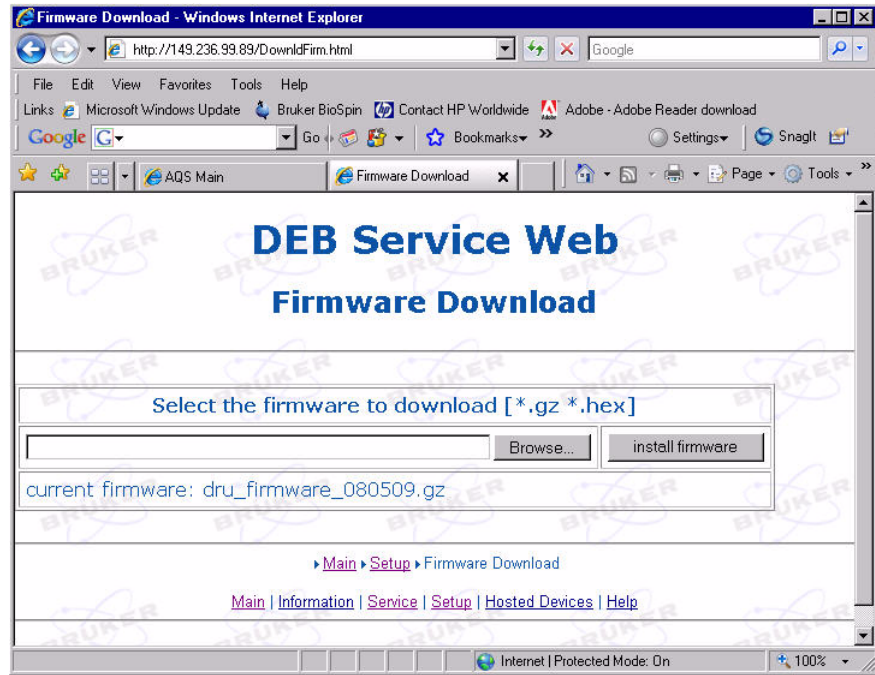 Firmware Download - Windows Internet Explorer
http://149.236.99.89/DownldFirm.html Google
File Edit View Favorites Tools Help
Links Microsoft Windows Update Bruker BioSpin Contact HP Worldwide Adobe - Adobe Reader download
Google G Go Bookmarks » Settings SnagIt
AQS Main Firmware Download x Page Tools »
DEB Service Web
Firmware Download
Select the firmware to download [*.gz *.hex]
Browse... install firmware
current firmware: dru_firmware_080509.gz
Main Setup Firmware Download
Main | Information | Service | Setup | Hosted Devices | Help
Internet | Protected Mode: On 100%
BRUKER